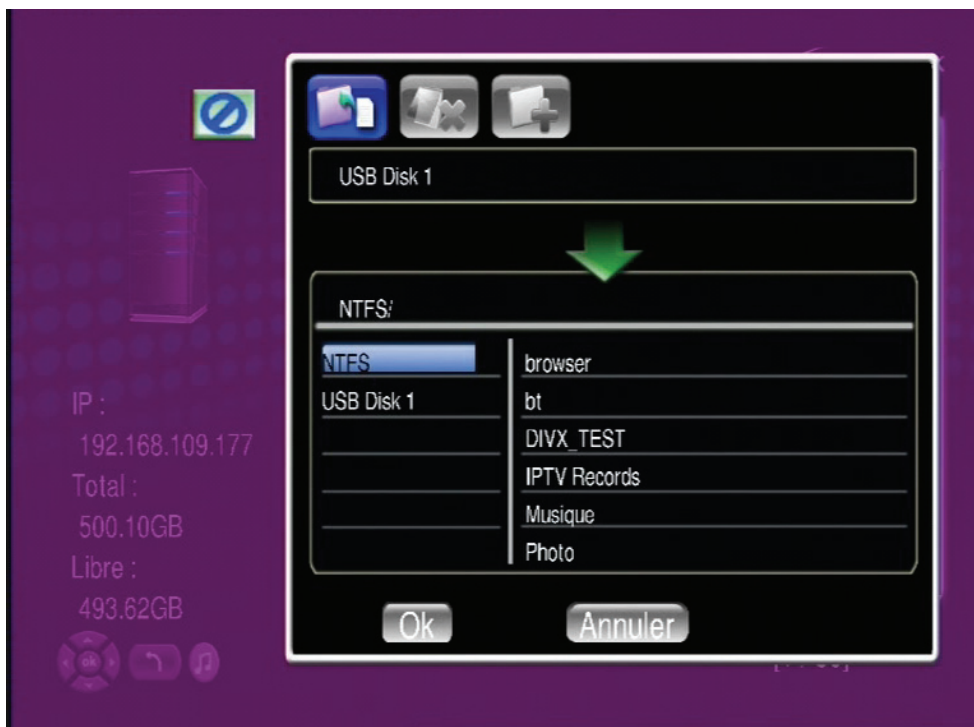 USB Disk 1
NTFS/
NTFS
USB Disk 1
browser
bt
DIVX_TEST
IPTV Records
Musique
Photo
Ok
Annuler
IP :
192.168.109.177
Total :
500.10GB
Libre :
493.62GB
ok